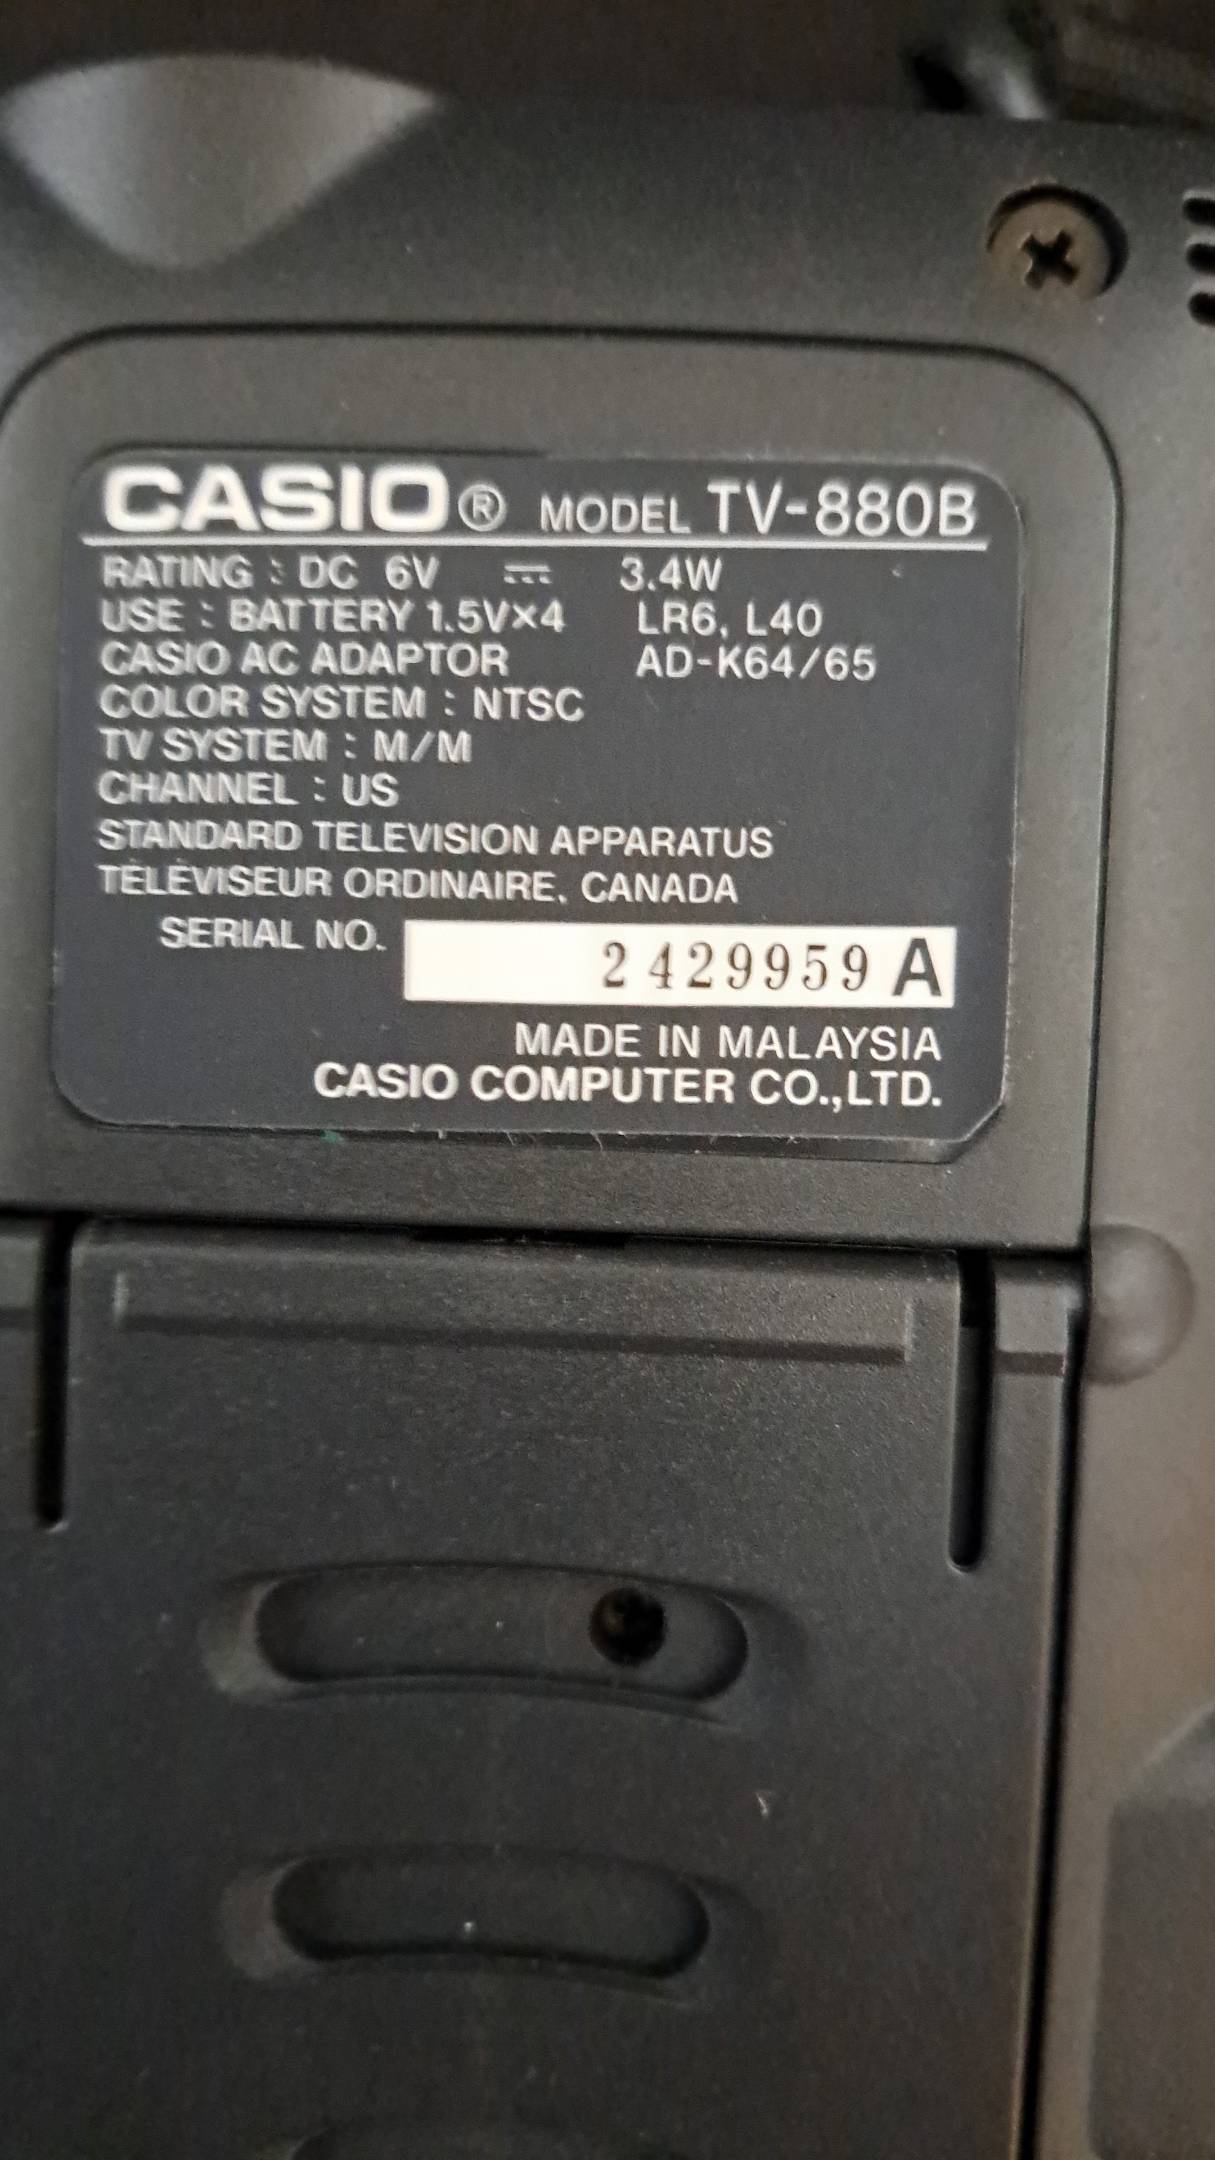 CASIO® MODEL TV-880B
RATING : DC 6V ⎓ 3.4W
USE : BATTERY 1.5V×4 LR6, L40
CASIO AC ADAPTOR AD-K64/65
COLOR SYSTEM : NTSC
TV SYSTEM : M/M
CHANNEL : US
STANDARD TELEVISION APPARATUS
TÉLÉVISEUR ORDINAIRE, CANADA
SERIAL NO. 2429959 A
MADE IN MALAYSIA
CASIO COMPUTER CO.,LTD.